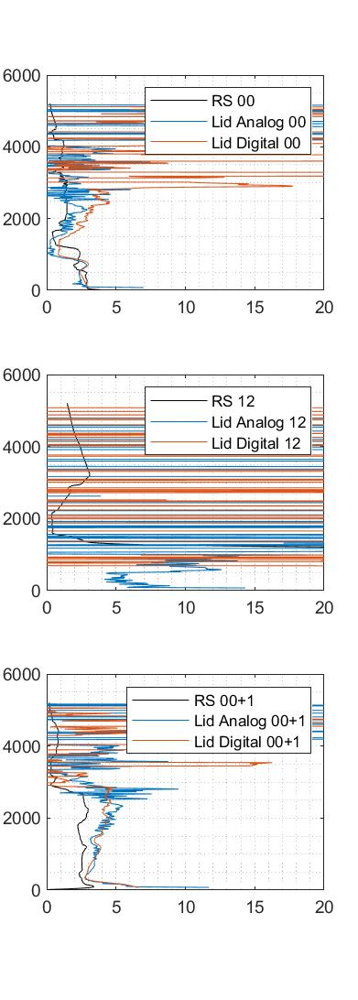 6000
RS 00
Lid Analog 00
Lid Digital 00
4000
2000
0
0 5 10 15 20
6000
RS 12
Lid Analog 12
Lid Digital 12
4000
2000
0
0 5 10 15 20
6000
RS 00+1
Lid Analog 00+1
Lid Digital 00+1
4000
2000
0
0 5 10 15 20